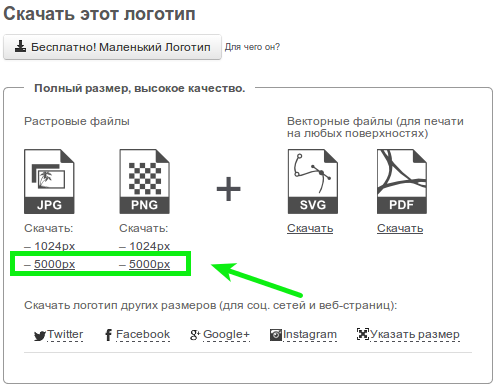 Скачать этот логотип
Бесплатно! Маленький Логотип Для чего он?
Полный размер, высокое качество.
Растровые файлы
Векторные файлы (для печати
на любых поверхностях)
JPG PNG + SVG PDF
Скачать: Скачать: Скачать Скачать
– 1024px – 1024px
– 5000px – 5000px
Скачать логотип других размеров (для соц. сетей и веб-страниц):
Twitter Facebook Google+ Instagram Указать размер